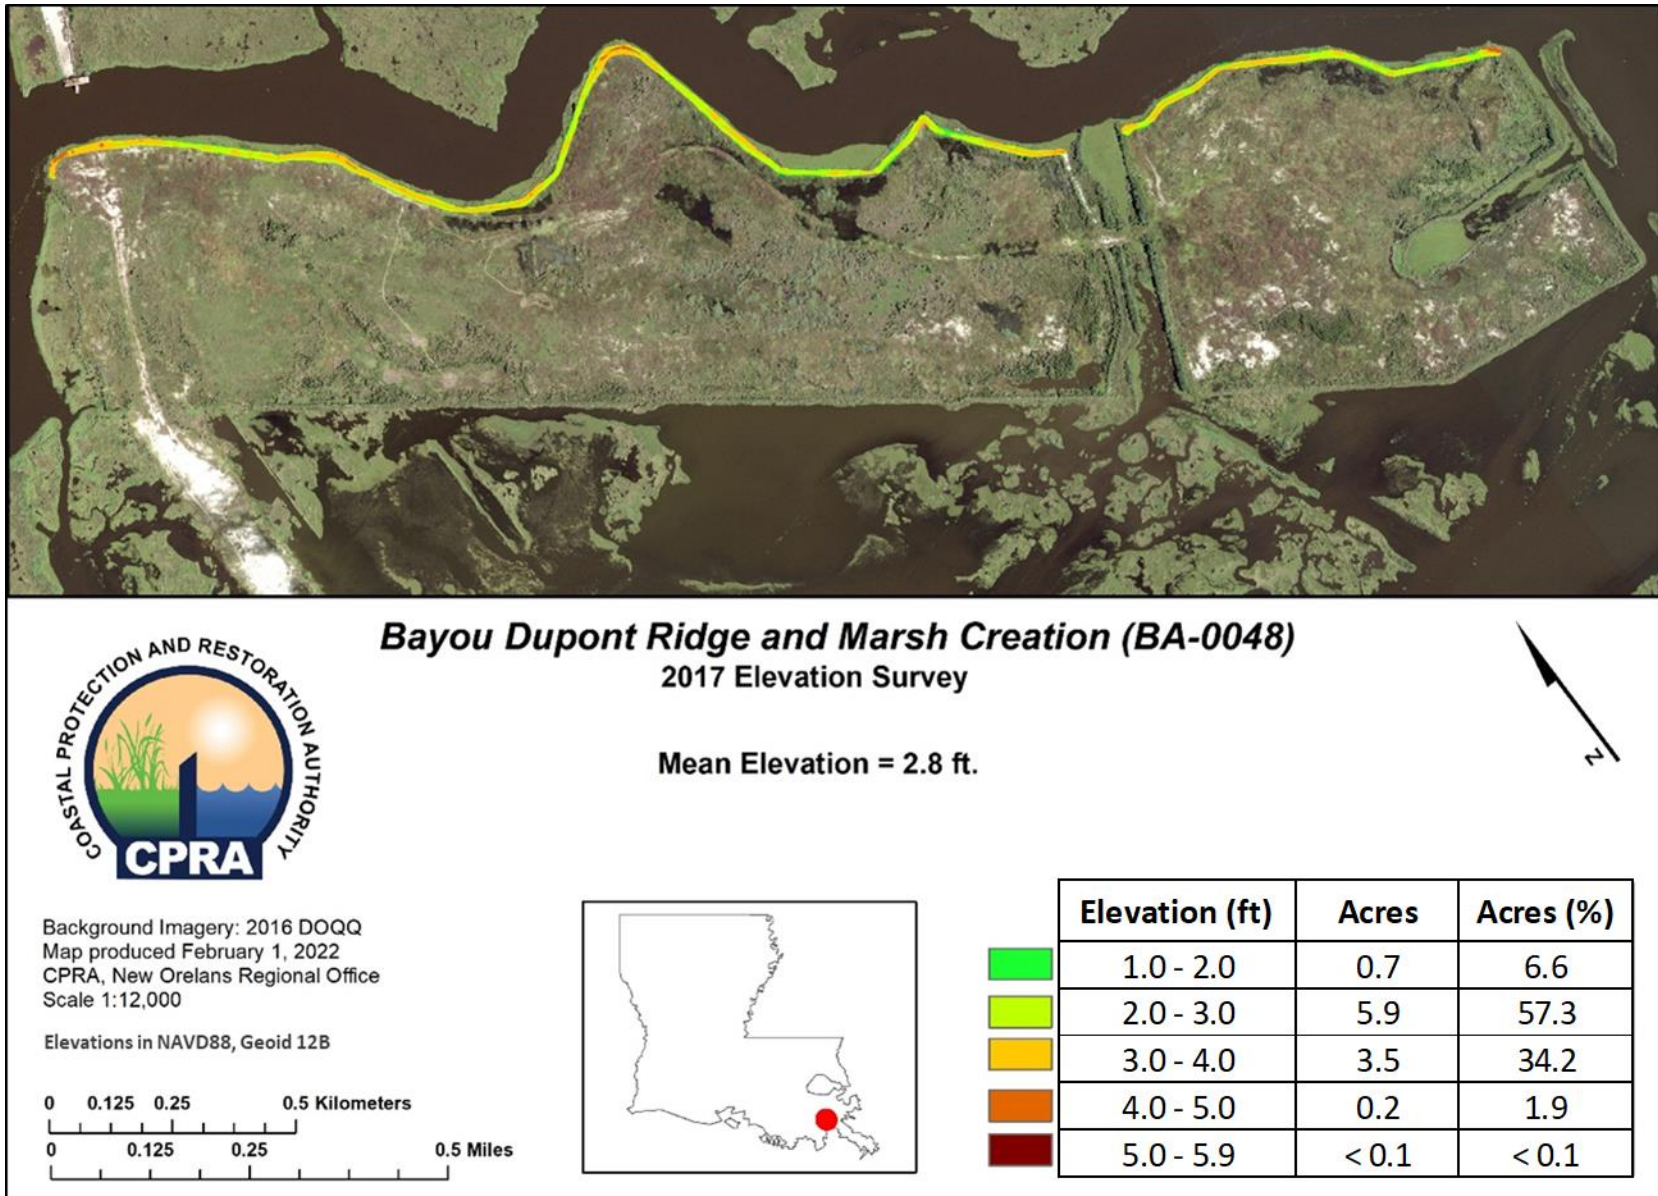 Bayou Dupont Ridge and Marsh Creation (BA-0048)
2017 Elevation Survey
Mean Elevation = 2.8 ft.
COASTAL PROTECTION AND RESTORATION AUTHORITY
CPRA
N
Background Imagery: 2016 DOQQ
Map produced February 1, 2022
CPRA, New Orelans Regional Office
Scale 1:12,000
Elevations in NAVD88, Geoid 12B
0 0.125 0.25 0.5 Kilometers
0 0.125 0.25 0.5 Miles
Elevation (ft) Acres Acres (%)
1.0 - 2.0 0.7 6.6
2.0 - 3.0 5.9 57.3
3.0 - 4.0 3.5 34.2
4.0 - 5.0 0.2 1.9
5.0 - 5.9 < 0.1 < 0.1